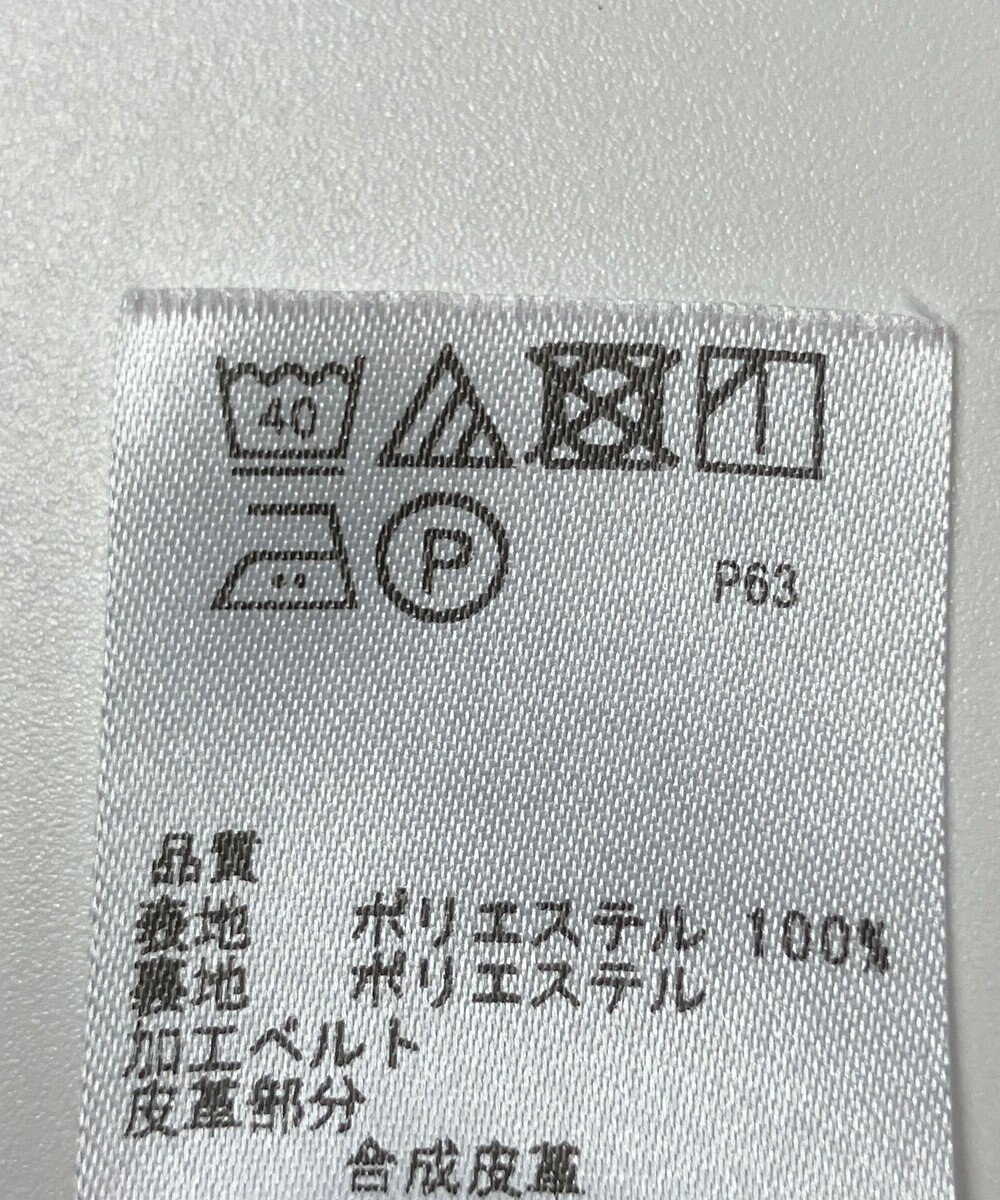 40
P
P63
品質
表地 ポリエステル 100%
裏地 ポリエステル
加工ベルト
皮革部分
合成皮革